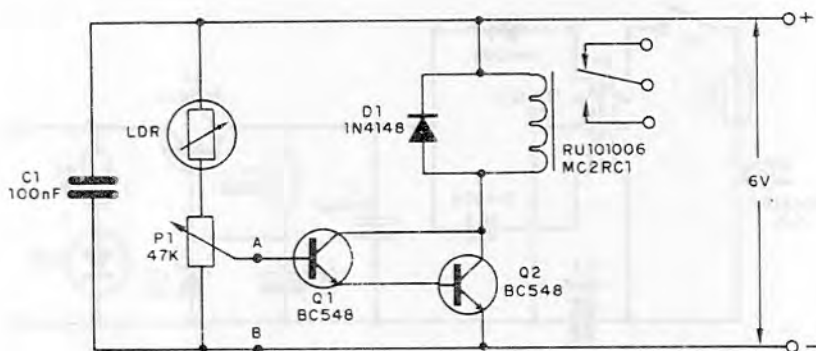 +
LDR
D1
1N4148
RU101006
MC2RC1
C1
100nF
6V
P1
47K
A
Q1
BC548
Q2
BC548
B
-